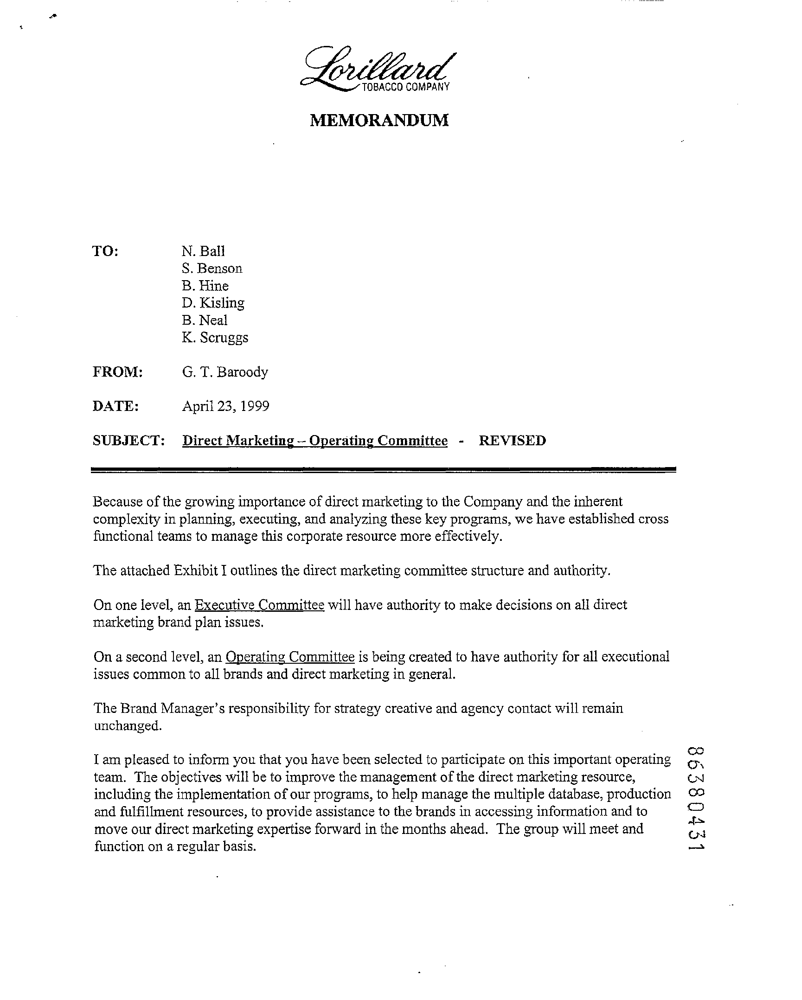 Lorillard
TOBACCO COMPANY
MEMORANDUM
TO: N. Ball
S. Benson
B. Hine
D. Kisling
B. Neal
K. Scruggs
FROM: G. T. Baroody
DATE: April 23, 1999
SUBJECT: Direct Marketing – Operating Committee - REVISED
Because of the growing importance of direct marketing to the Company and the inherent
complexity in planning, executing, and analyzing these key programs, we have established cross
functional teams to manage this corporate resource more effectively.
The attached Exhibit I outlines the direct marketing committee structure and authority.
On one level, an Executive Committee will have authority to make decisions on all direct
marketing brand plan issues.
On a second level, an Operating Committee is being created to have authority for all executional
issues common to all brands and direct marketing in general.
The Brand Manager's responsibility for strategy creative and agency contact will remain
unchanged.
I am pleased to inform you that you have been selected to participate on this important operating
team. The objectives will be to improve the management of the direct marketing resource,
including the implementation of our programs, to help manage the multiple database, production
and fulfillment resources, to provide assistance to the brands in accessing information and to
move our direct marketing expertise forward in the months ahead. The group will meet and
function on a regular basis.
86380431